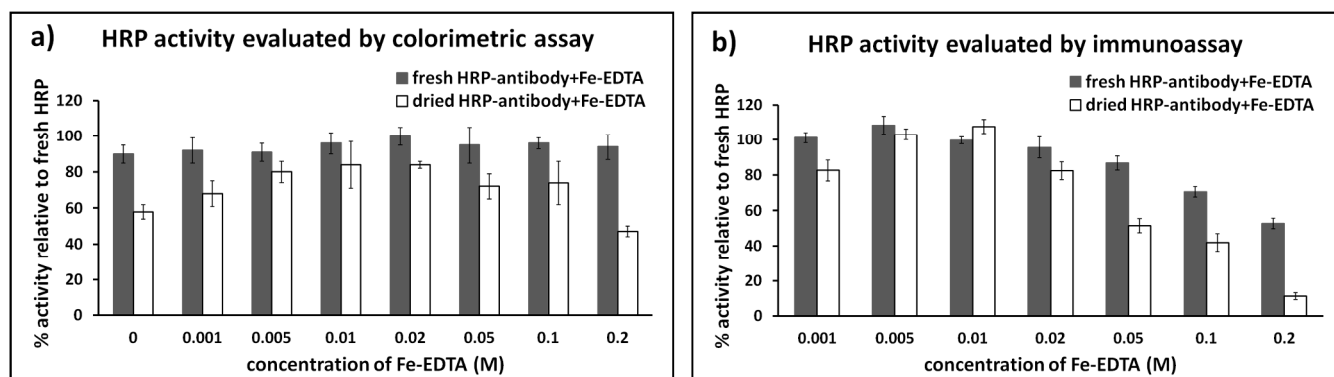 a) HRP activity evaluated by colorimetric assay
fresh HRP-antibody+Fe-EDTA
dried HRP-antibody+Fe-EDTA
% activity relative to fresh HRP
120
100
80
60
40
20
0
0 0.001 0.005 0.01 0.02 0.05 0.1 0.2
concentration of Fe-EDTA (M)
b) HRP activity evaluated by immunoassay
fresh HRP-antibody+Fe-EDTA
dried HRP-antibody+Fe-EDTA
% activity relative to fresh HRP
120
100
80
60
40
20
0
0.001 0.005 0.01 0.02 0.05 0.1 0.2
concentration of Fe-EDTA (M)